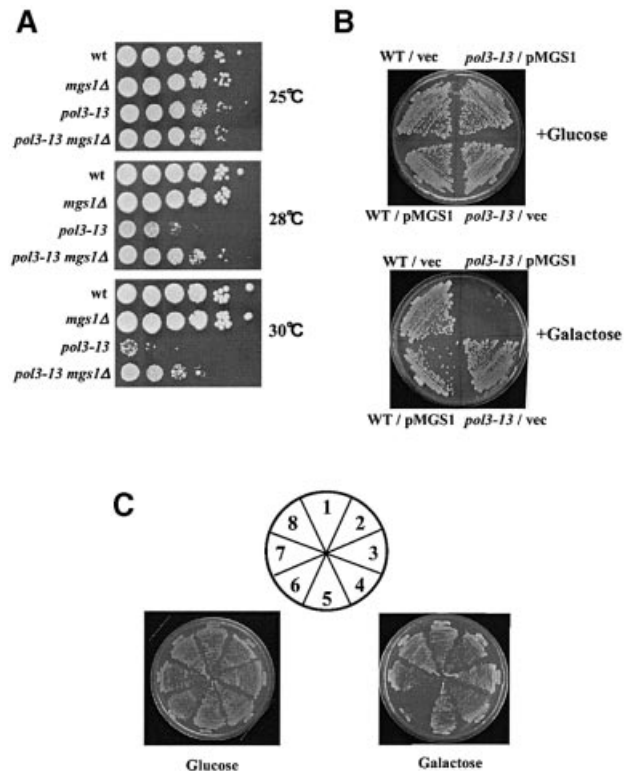 A
wt
mgs1Δ
pol3-13
pol3-13 mgs1Δ
25℃
wt
mgs1Δ
pol3-13
pol3-13 mgs1Δ
28℃
wt
mgs1Δ
pol3-13
pol3-13 mgs1Δ
30℃
B
WT / vec pol3-13 / pMGS1
+Glucose
WT / pMGS1 pol3-13 / vec
WT / vec pol3-13 / pMGS1
+Galactose
WT / pMGS1 pol3-13 / vec
C
1
2
3
4
5
6
7
8
Glucose
Galactose